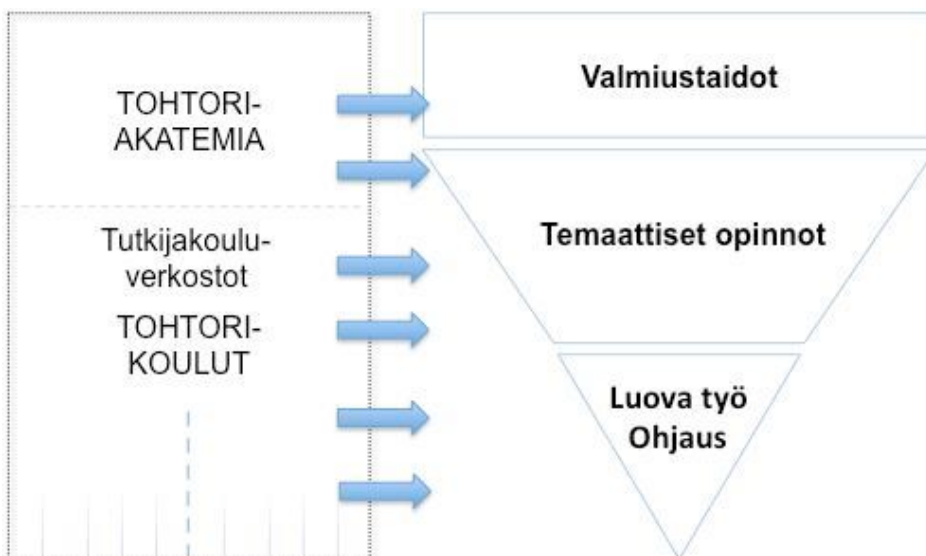 TOHTORI-
AKATEMIA
Tutkijakoulu-
verkostot
TOHTORI-
KOULUT
Valmiustaidot
Temaattiset opinnot
Luova työ
Ohjaus